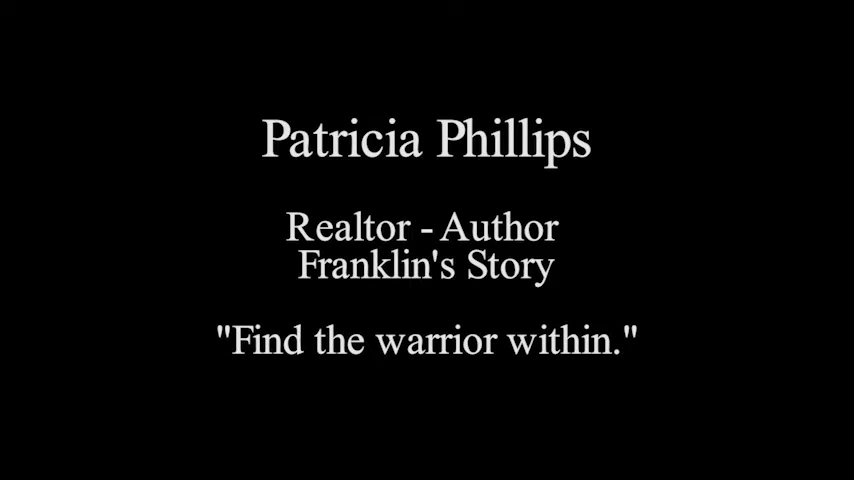 Patricia Phillips
Realtor - Author
Franklin's Story
"Find the warrior within."